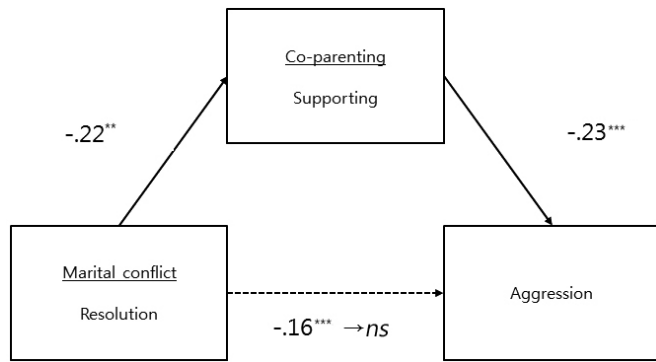 Co-parenting
Supporting
-.22**
-.23***
Marital conflict
Resolution
Aggression
-.16*** →ns